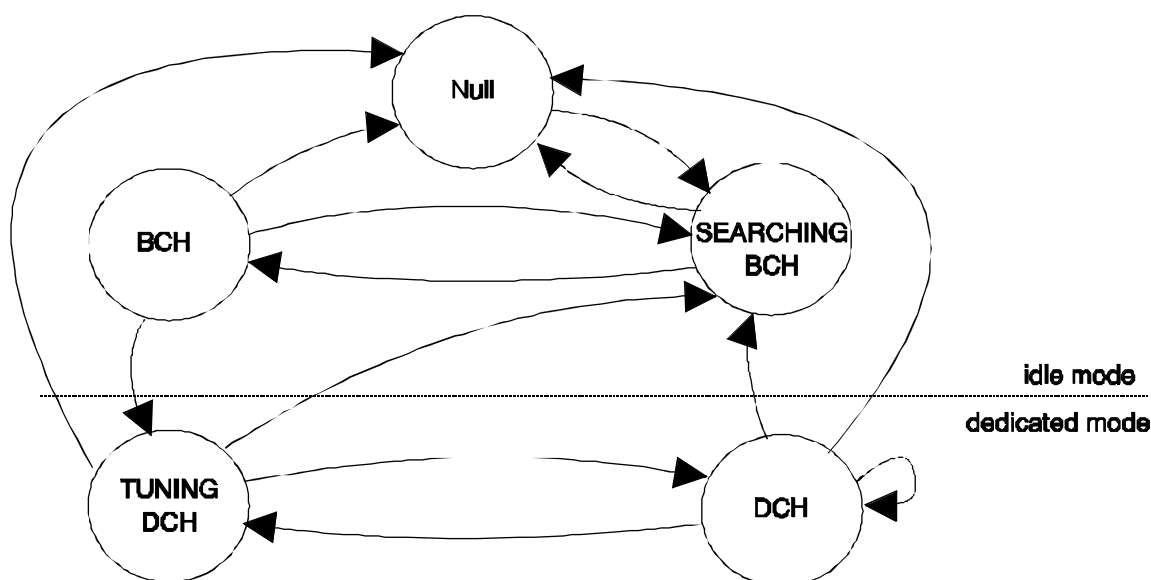 Null
BCH
SEARCHING
BCH
idle mode
dedicated mode
TUNING
DCH
DCH